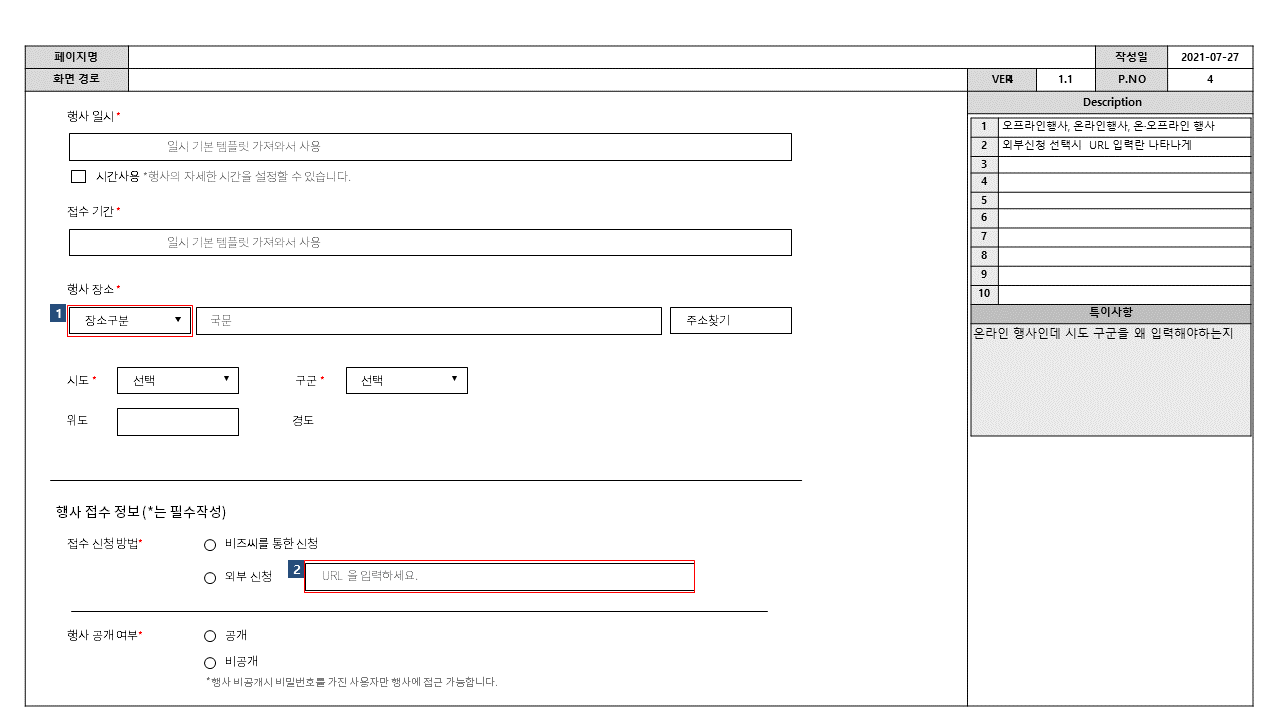 페이지명
작성일 2021-07-27
화면 경로
1.1 P.NO 4
Description
행사 일시*
일시 기본 템플릿 가져와서 사용
시간사용 *행사의 자세한 시간을 설정할 수 있습니다.
접수 기간*
일시 기본 템플릿 가져와서 사용
행사 장소*
1 장소구분 ▼ 국문 주소찾기
시도* 선택 ▼ 구군* 선택 ▼
위도 경도
행사 접수 정보(*는 필수작성)
접수 신청방법* 비즈씨를 통한 신청
외부 신청 2 URL 을 입력하세요.
행사 공개여부* 공개
비공개
*행사 비공개시 비밀번호를 가진 사용자만 행사에 접근 가능합니다.
1 오프라인행사, 온라인행사, 온·오프라인 행사
2 외부신청 선택시 URL 입력란 나타나게
3
4
5
6
7
8
9
10
특이사항
온라인 행사인데 시도 구군을 왜 입력해야하는지